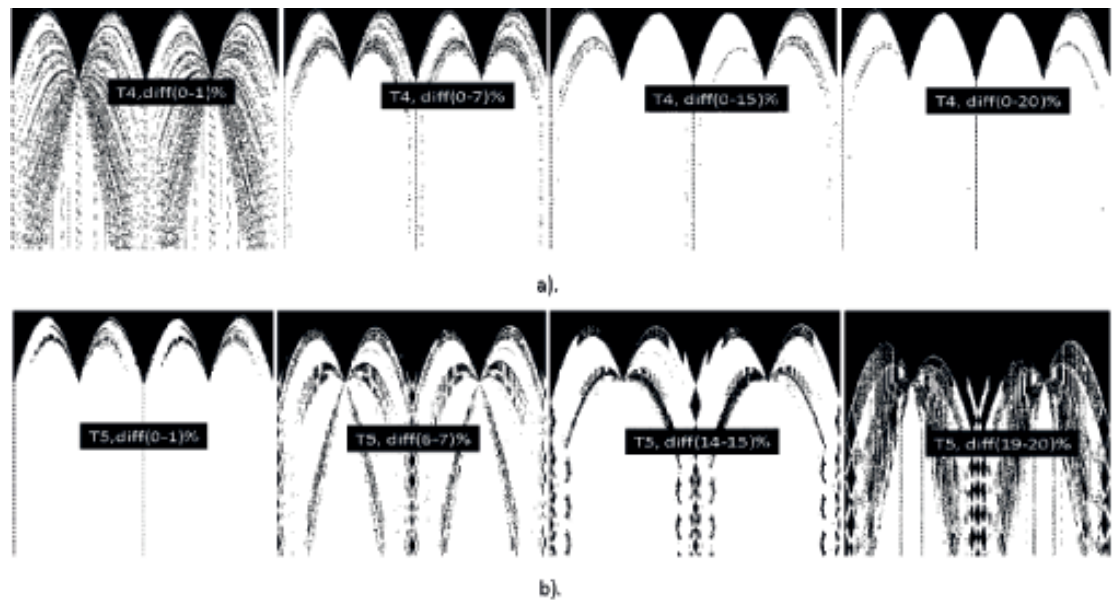 T4,diff(0-1)%
T4, diff(0-7)%
T4, diff(0-15)%
T4, diff(0-20)%
a).
T5,diff(0-1)%
T5, diff(6-7)%
T5, diff(14-15)%
T5, diff(19-20)%
b).